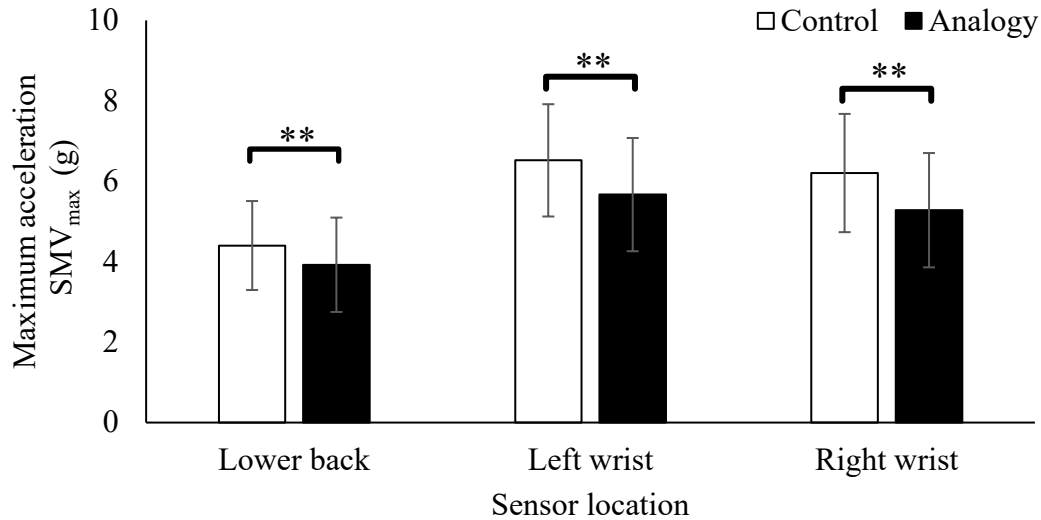 Control Analogy
Maximum acceleration
SMVmax (g)
10
8
6
4
2
0
**
**
**
Lower back Left wrist Right wrist
Sensor location